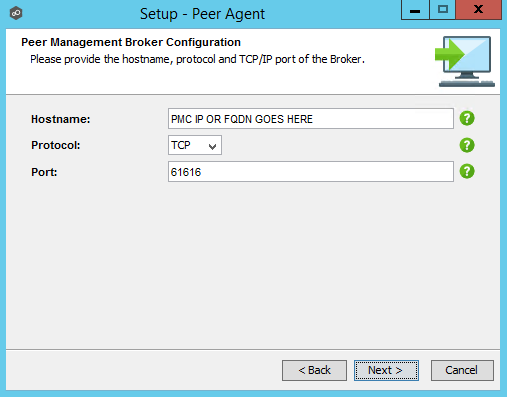 Setup - Peer Agent
Peer Management Broker Configuration
Please provide the hostname, protocol and TCP/IP port of the Broker.
Hostname: PMC IP OR FQDN GOES HERE ?
Protocol: TCP ?
Port: 61616 ?
< Back Next > Cancel